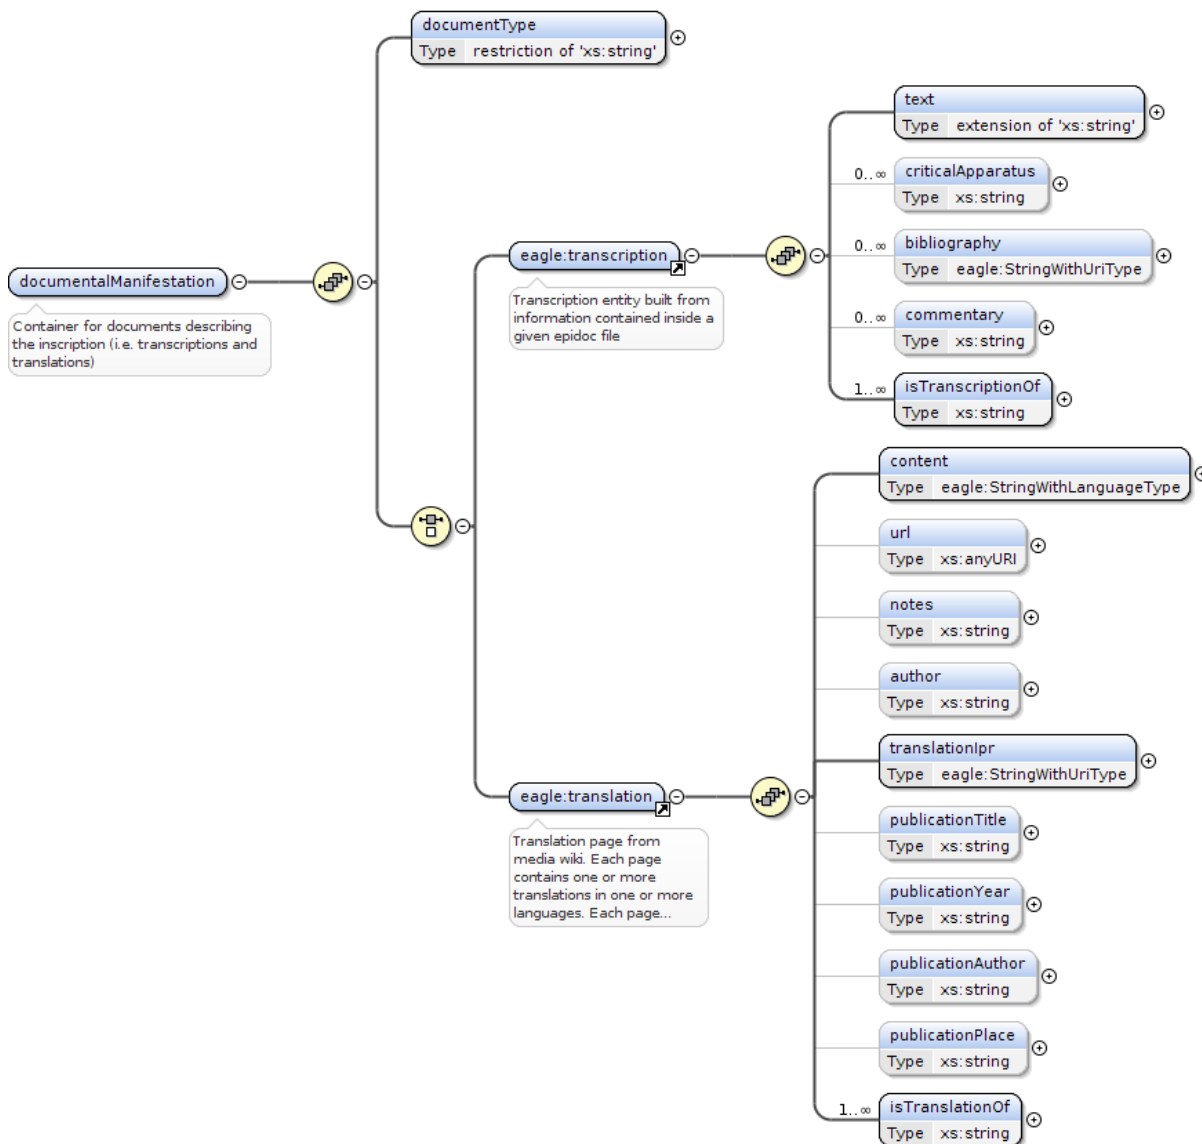 documentType
Type restriction of 'xs:string'
text
Type extension of 'xs:string'
0..∞
criticalApparatus
Type xs:string
0..∞
bibliography
Type eagle:StringWithUriType
eagle:transcription
Transcription entity built from
information contained inside a
given epidoc file
documentalManifestation
Container for documents describing
the inscription (i.e. transcriptions and
translations)
0..∞
commentary
Type xs:string
1..∞
isTranscriptionOf
Type xs:string
content
Type eagle:StringWithLanguageType
url
Type xs:anyURI
notes
Type xs:string
author
Type xs:string
translationIpr
Type eagle:StringWithUriType
eagle:translation
Translation page from
media wiki. Each page
contains one or more
translations in one or more
languages. Each page...
publicationTitle
Type xs:string
publicationYear
Type xs:string
publicationAuthor
Type xs:string
publicationPlace
Type xs:string
1..∞
isTranslationOf
Type xs:string